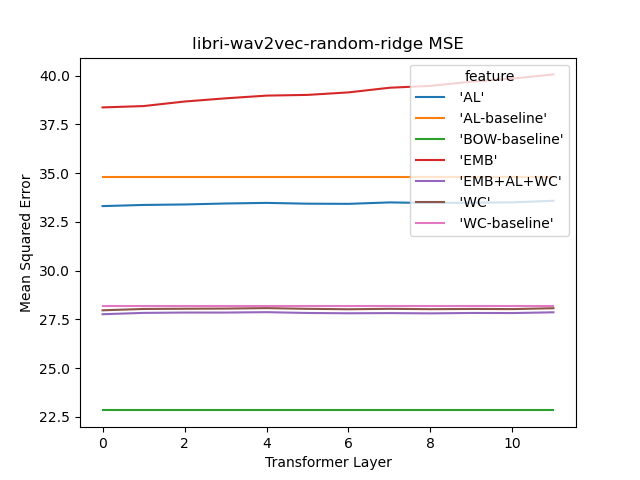 libri-wav2vec-random-ridge MSE
40.0
37.5
35.0
32.5
30.0
27.5
25.0
22.5
Mean Squared Error
feature
'AL'
'AL-baseline'
'BOW-baseline'
'EMB'
'EMB+AL+WC'
'WC'
'WC-baseline'
0 2 4 6 8 10
Transformer Layer